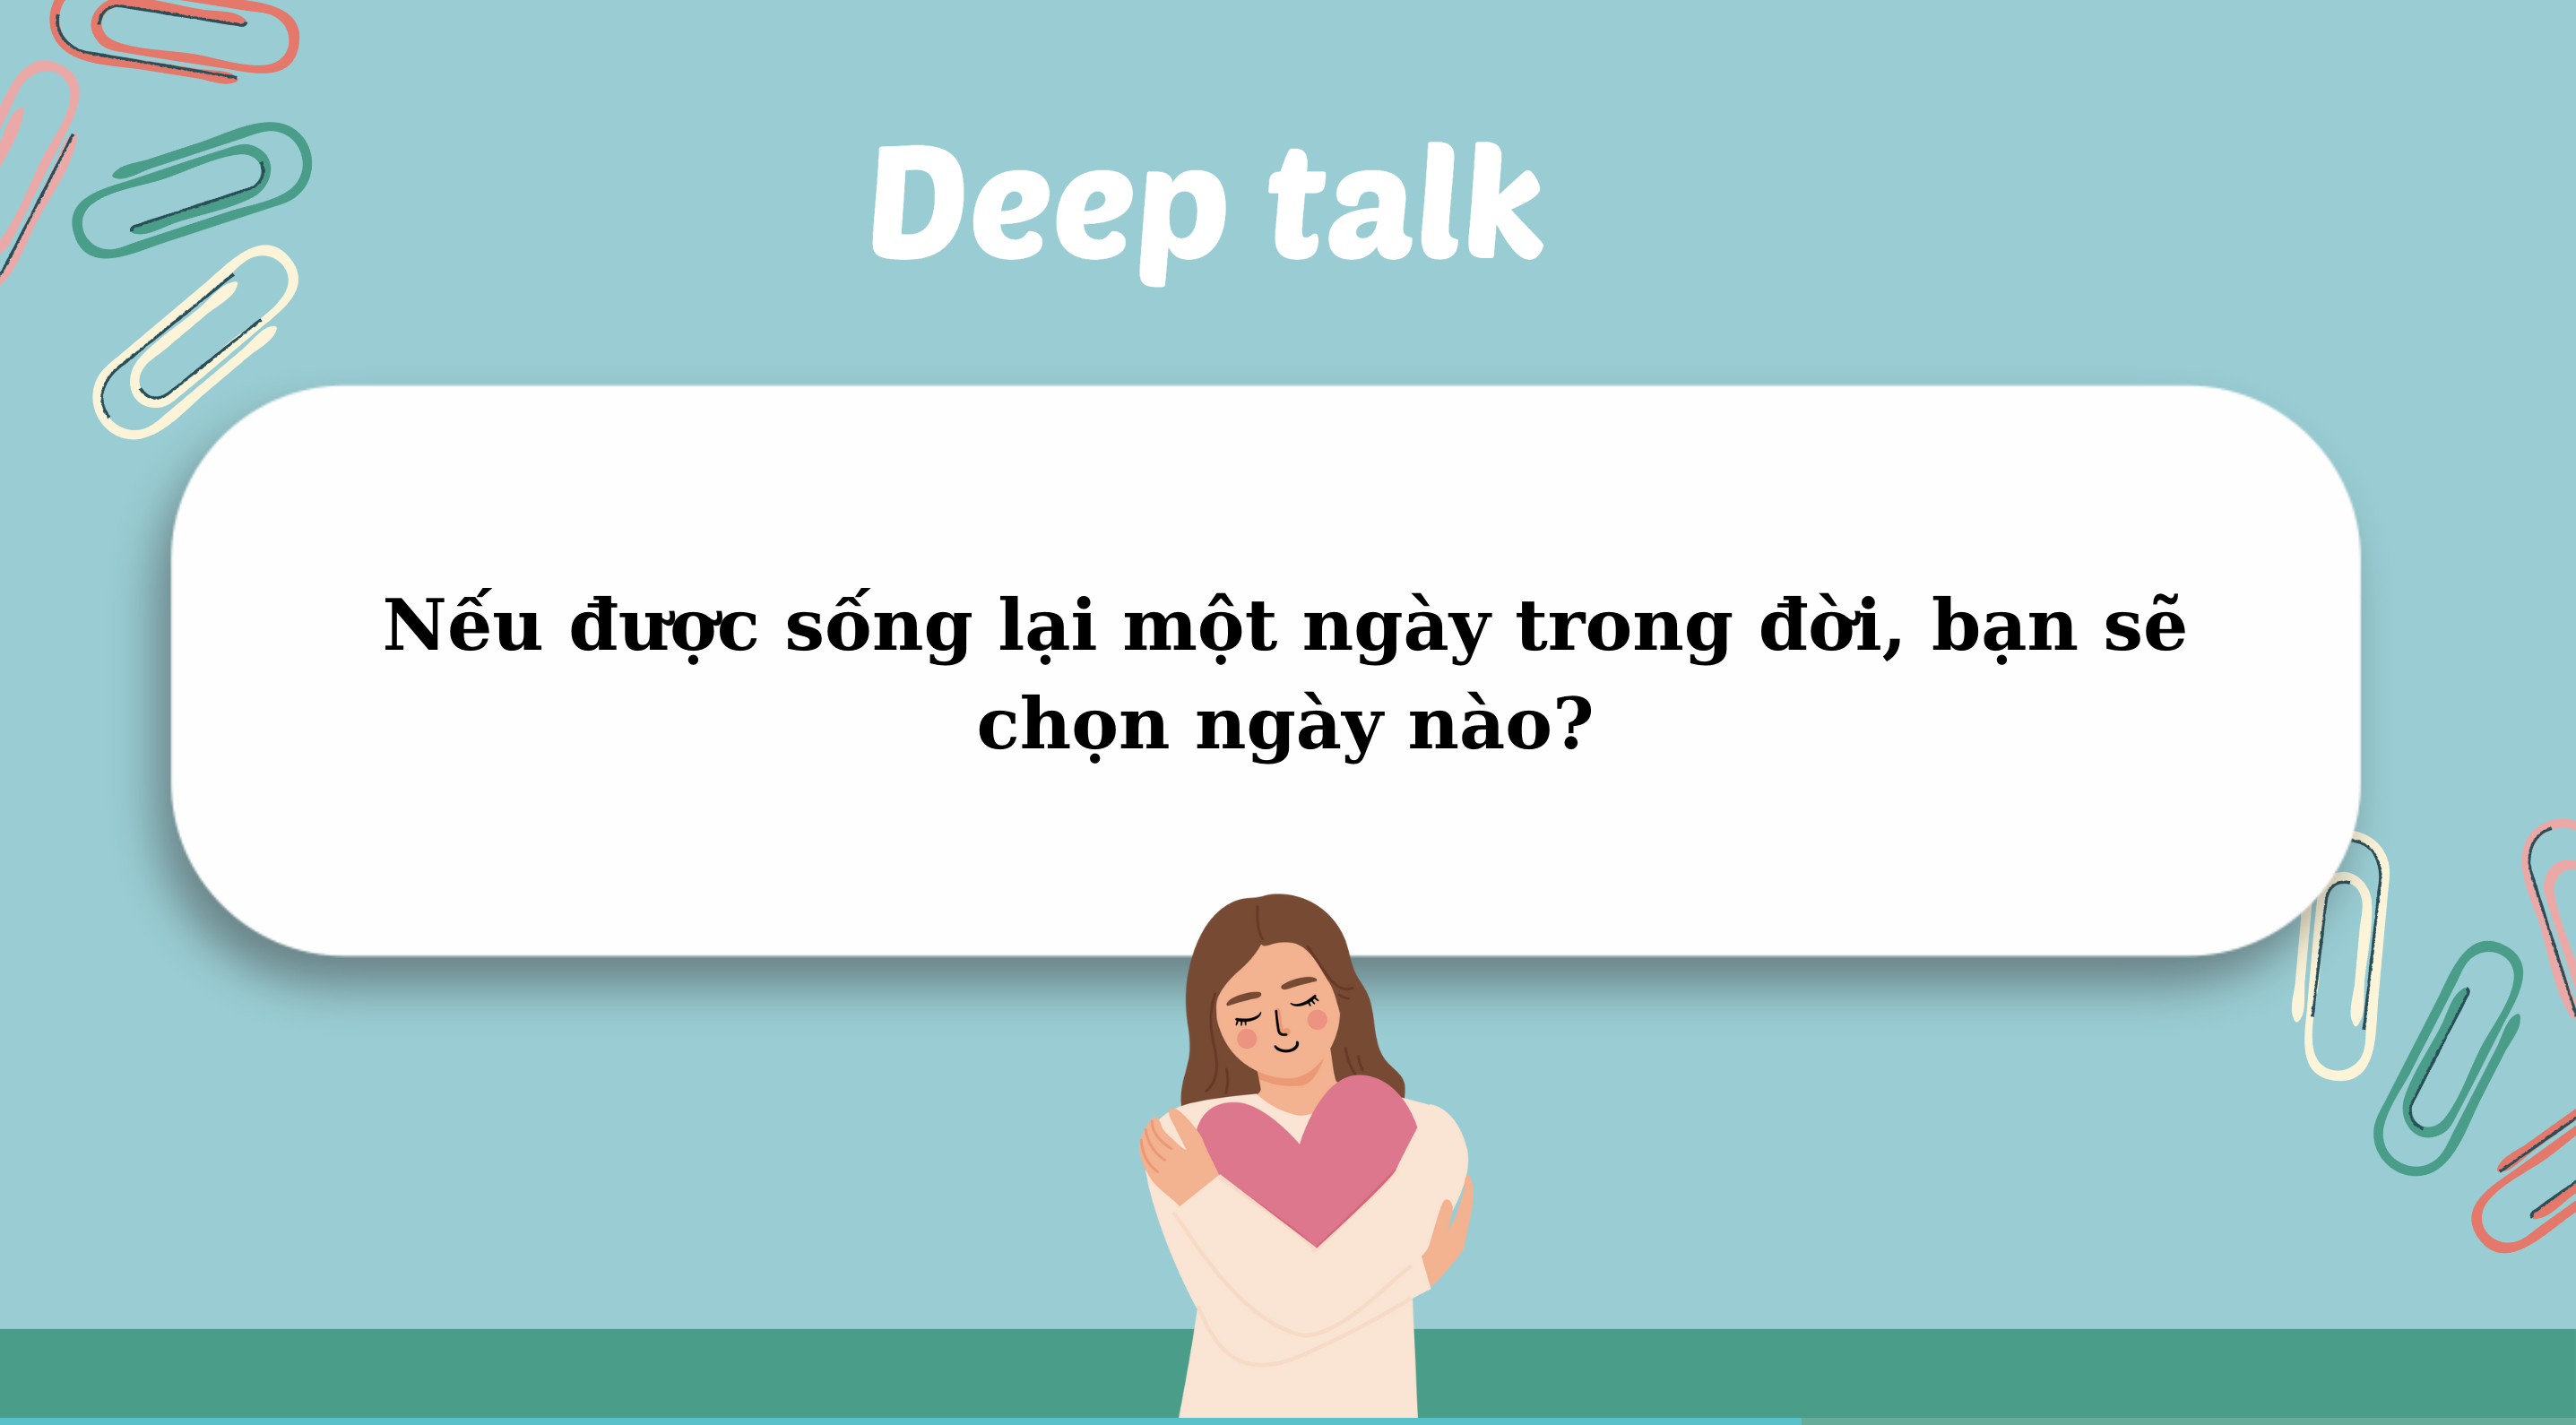 Deep talk
Nếu được sống lại một ngày trong đời, bạn sẽ
chọn ngày nào?